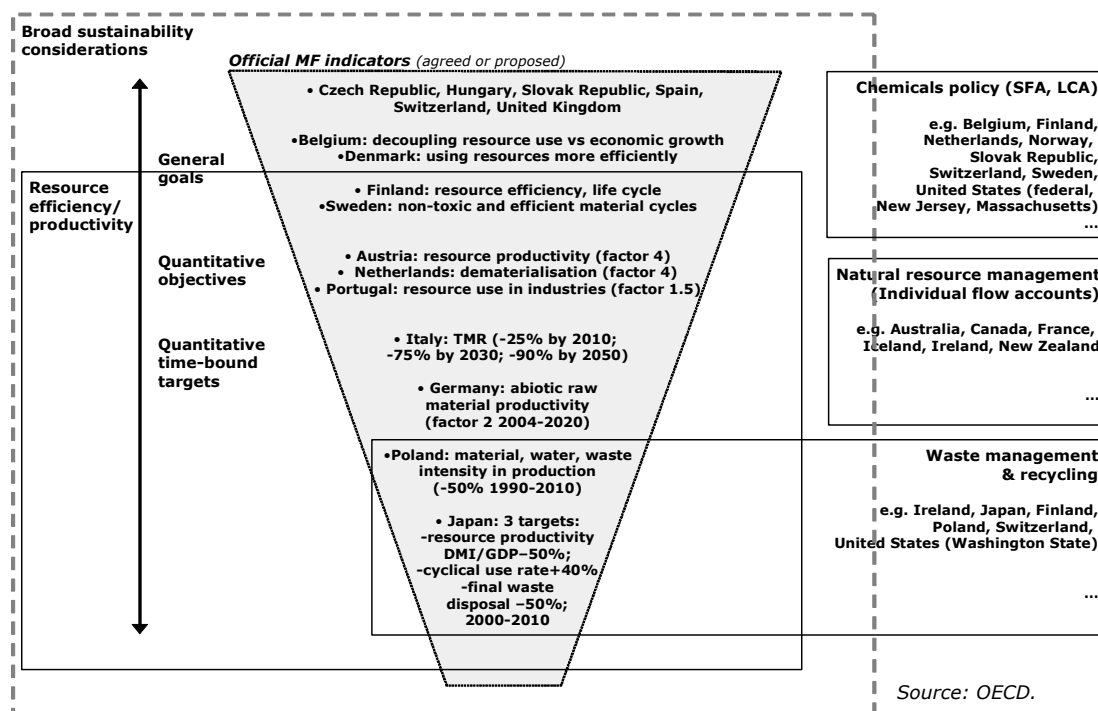 Broad sustainability
considerations
Official MF indicators (agreed or proposed)
• Czech Republic, Hungary, Slovak Republic, Spain,
Switzerland, United Kingdom
•Belgium: decoupling resource use vs economic growth
•Denmark: using resources more efficiently
General
goals
Resource
efficiency/
productivity
• Finland: resource efficiency, life cycle
•Sweden: non-toxic and efficient material cycles
Quantitative
objectives
• Austria: resource productivity (factor 4)
• Netherlands: dematerialisation (factor 4)
• Portugal: resource use in industries (factor 1.5)
Quantitative
time-bound
targets
• Italy: TMR (-25% by 2010;
-75% by 2030; -90% by 2050)
• Germany: abiotic raw
material productivity
(factor 2 2004-2020)
•Poland: material, water, waste
intensity in production
(-50% 1990-2010)
• Japan: 3 targets:
-resource productivity
DMI/GDP–50%;
-cyclical use rate+40%
-final waste
disposal –50%;
2000-2010
Chemicals policy (SFA, LCA)
e.g. Belgium, Finland,
Netherlands, Norway,
Slovak Republic,
Switzerland, Sweden,
United States (federal,
New Jersey, Massachusetts)
...
Natural resource management
(Individual flow accounts)
e.g. Australia, Canada, France,
Iceland, Ireland, New Zealand
...
Waste management
& recycling
e.g. Ireland, Japan, Finland,
Poland, Switzerland,
United States (Washington State)
...
Source: OECD.